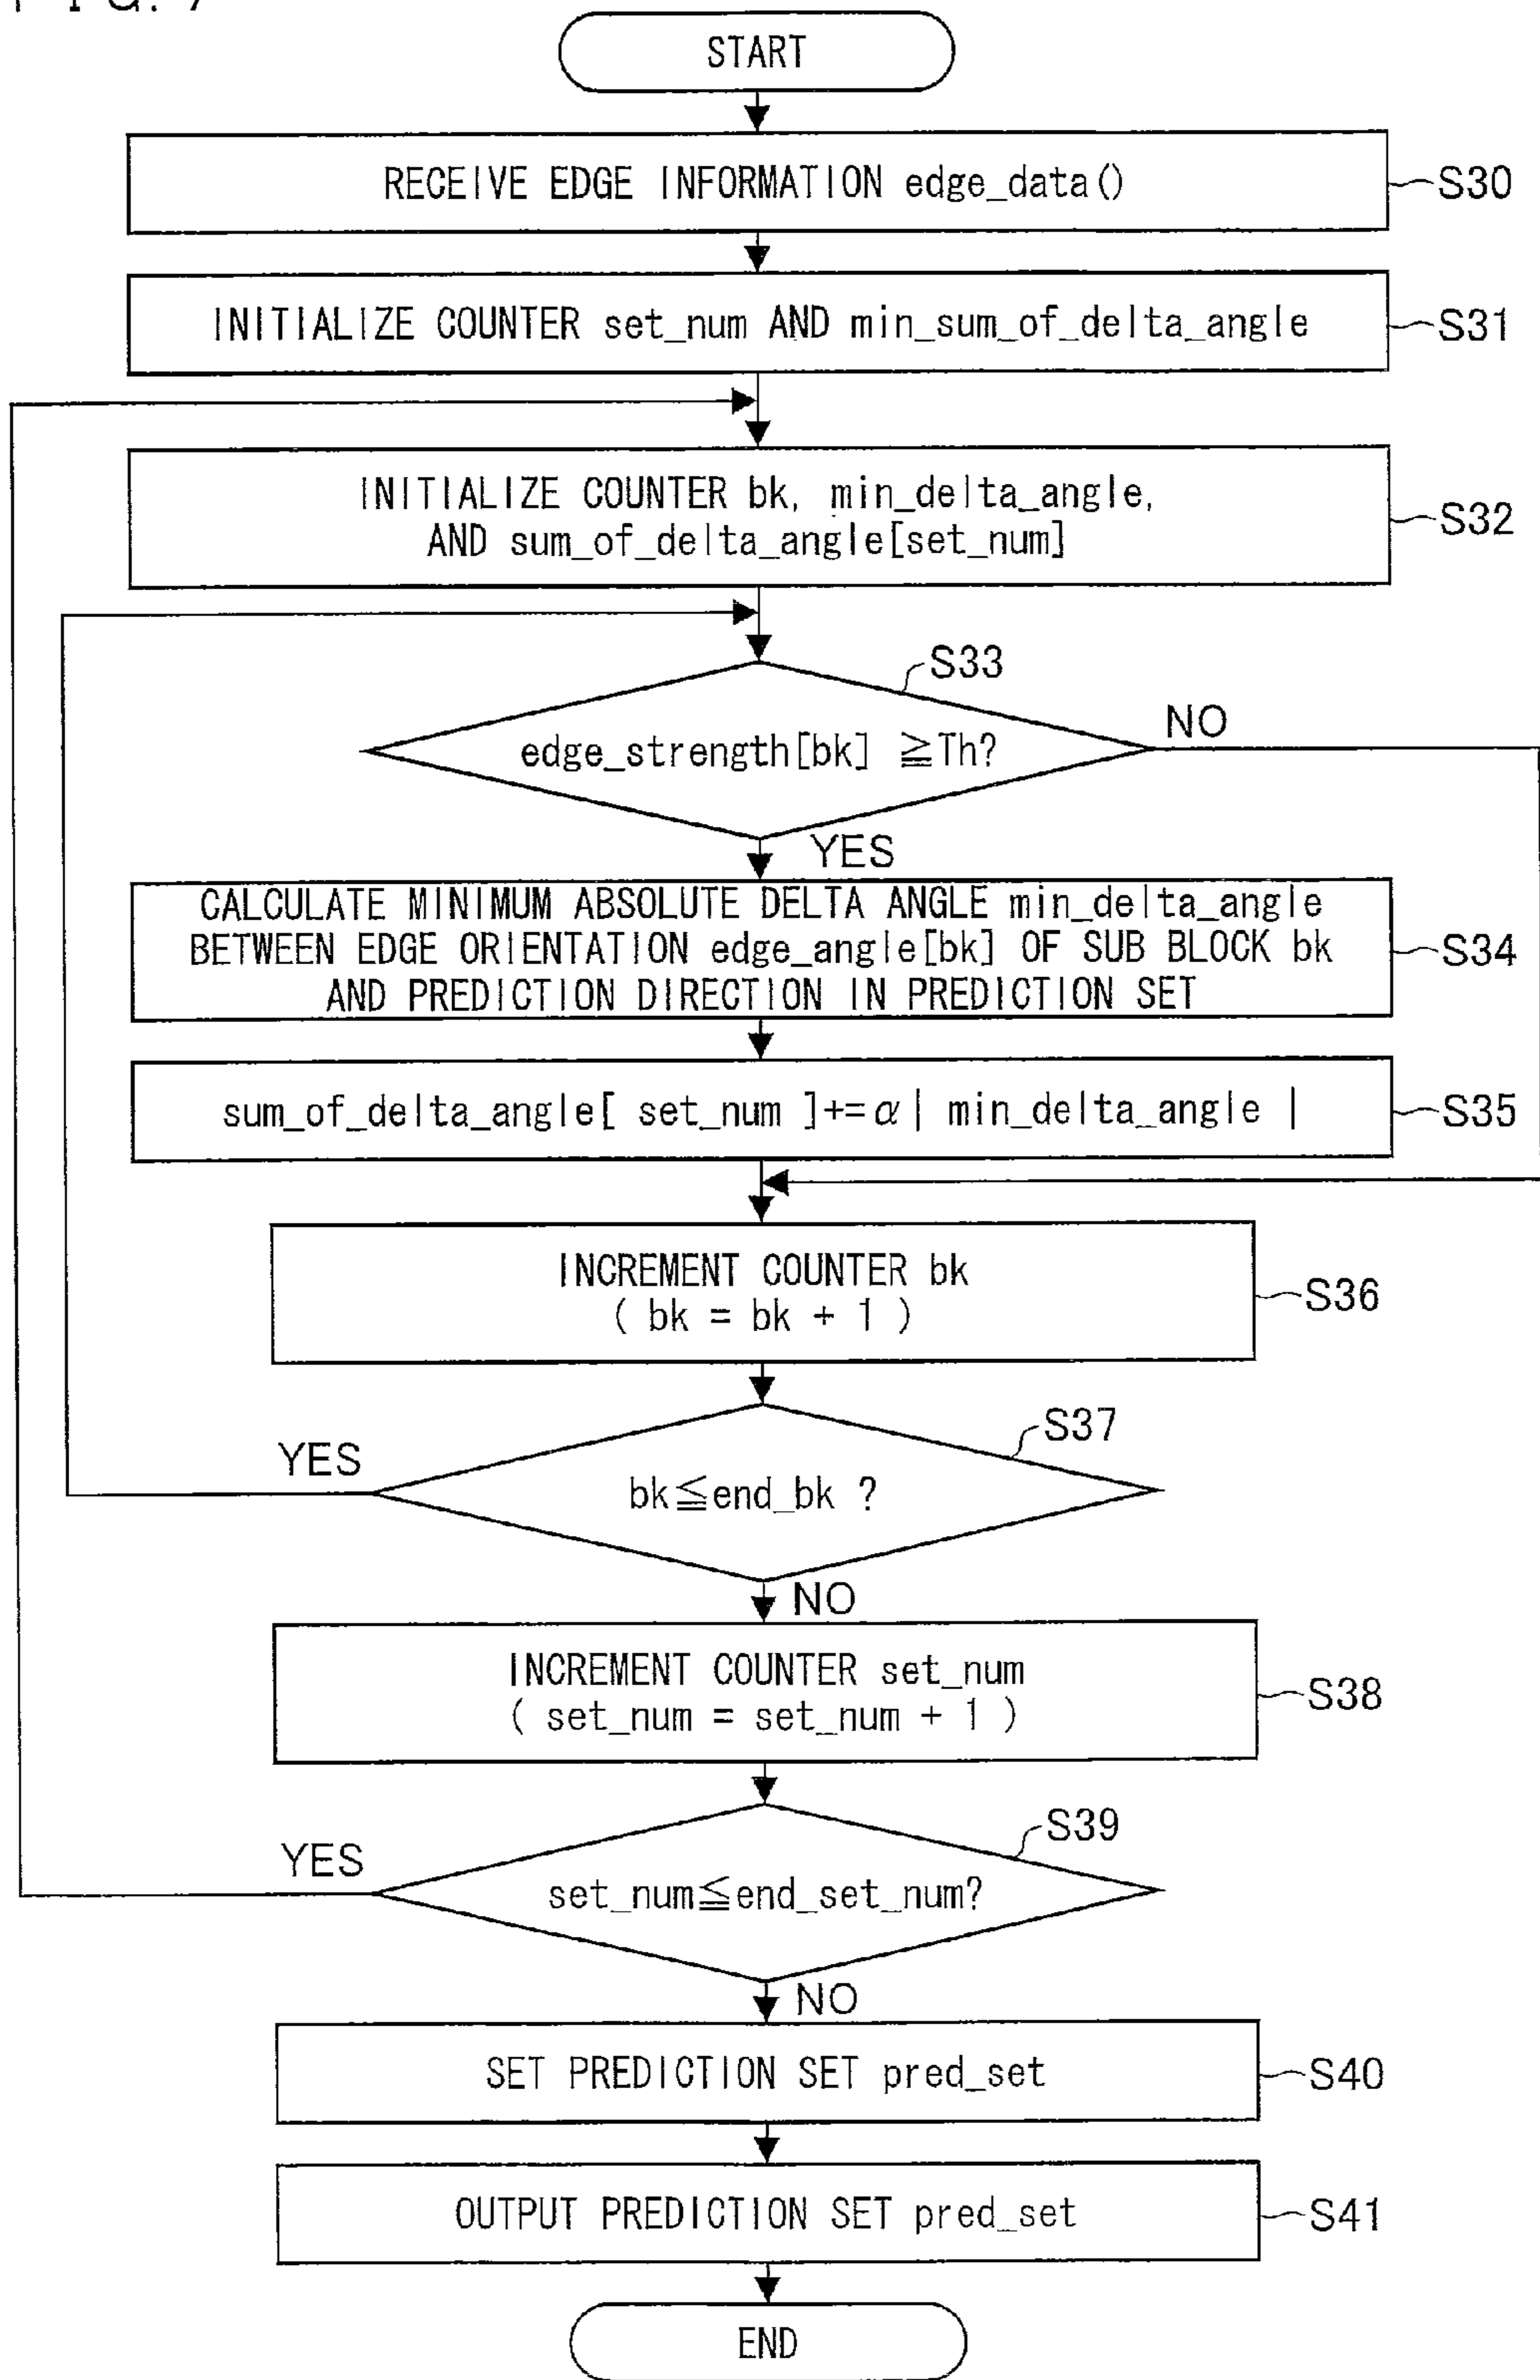 FIG. 7
START
RECEIVE EDGE INFORMATION edge_data()
S30
INITIALIZE COUNTER set_num AND min_sum_of_delta_angle
S31
INITIALIZE COUNTER bk, min_delta_angle,
AND sum_of_delta_angle[set_num]
S32
S33
edge_strength[bk] ≧Th?
NO
YES
CALCULATE MINIMUM ABSOLUTE DELTA ANGLE min_delta_angle
BETWEEN EDGE ORIENTATION edge_angle[bk] OF SUB BLOCK bk
AND PREDICTION DIRECTION IN PREDICTION SET
S34
sum_of_delta_angle[ set_num ]+=α| min_delta_angle |
S35
INCREMENT COUNTER bk
( bk = bk + 1 )
S36
S37
YES
bk≦end_bk ?
NO
INCREMENT COUNTER set_num
( set_num = set_num + 1 )
S38
S39
YES
set_num≦end_set_num?
NO
SET PREDICTION SET pred_set
S40
OUTPUT PREDICTION SET pred_set
S41
END